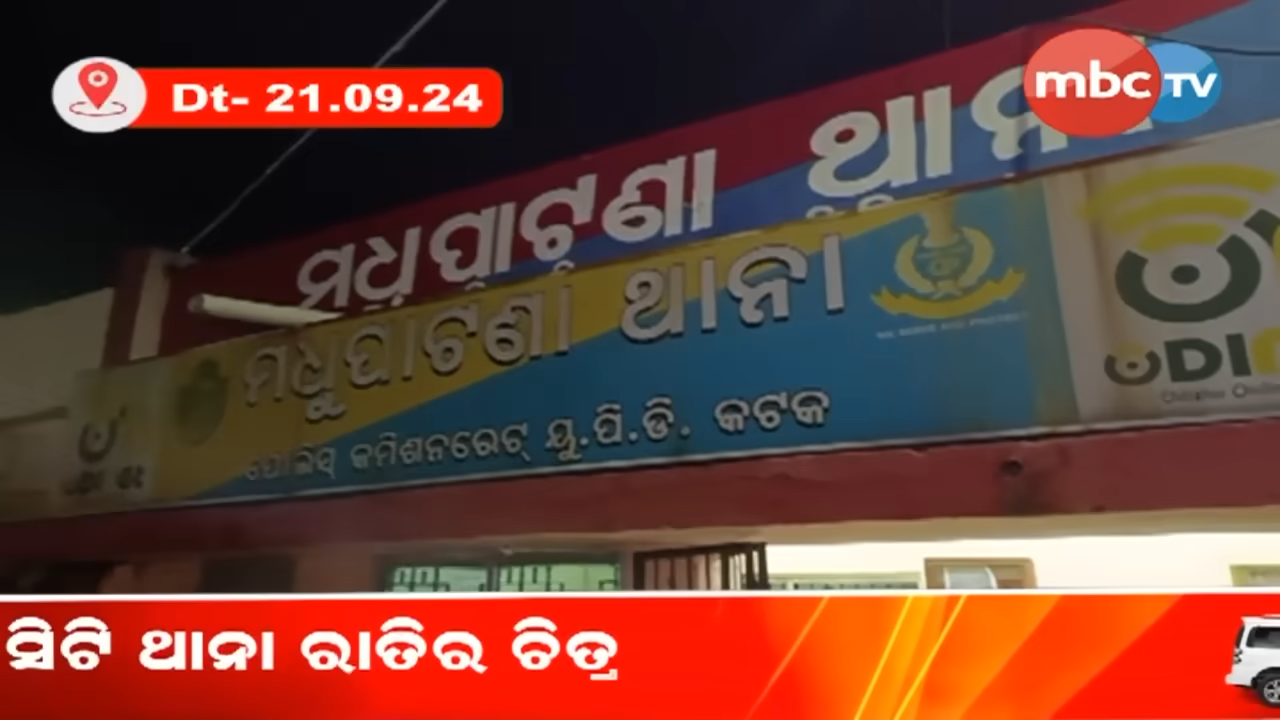 Dt- 21.09.24
mbc TV
ମଧୁପାଟଣା ଥାନା
ମଧୁପାଟଣା ଥାନା
ପୋଲିସ୍ କମିଶନରେଟ୍ ୟୁ.ପି.ଡି. କଟକ
ସିଟି ଥାନା ରାତିର ଚିତ୍ର